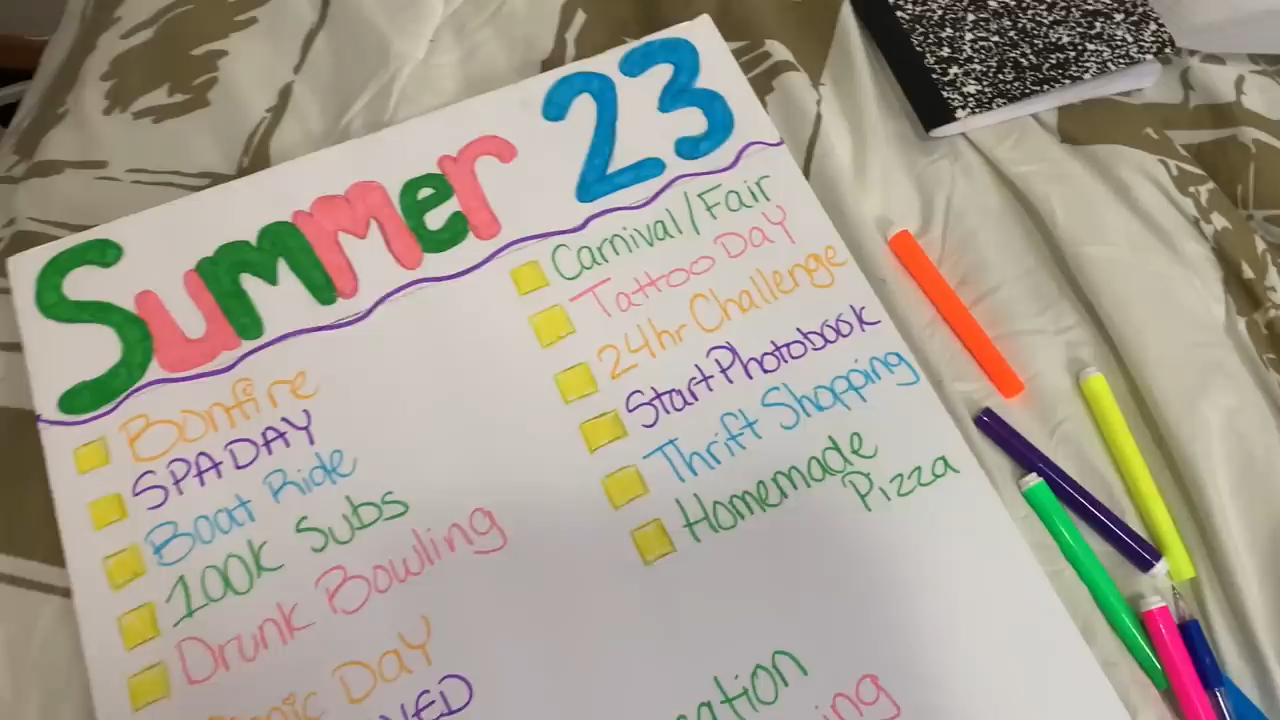 Summer 23
Bonfire
SPA DAY
Boat Ride
100k Subs
Drunk Bowling
DAY
Carnival/Fair
Tattoo DAY
24hr Challenge
Start Photobook
Thrift Shopping
Homemade
Pizza